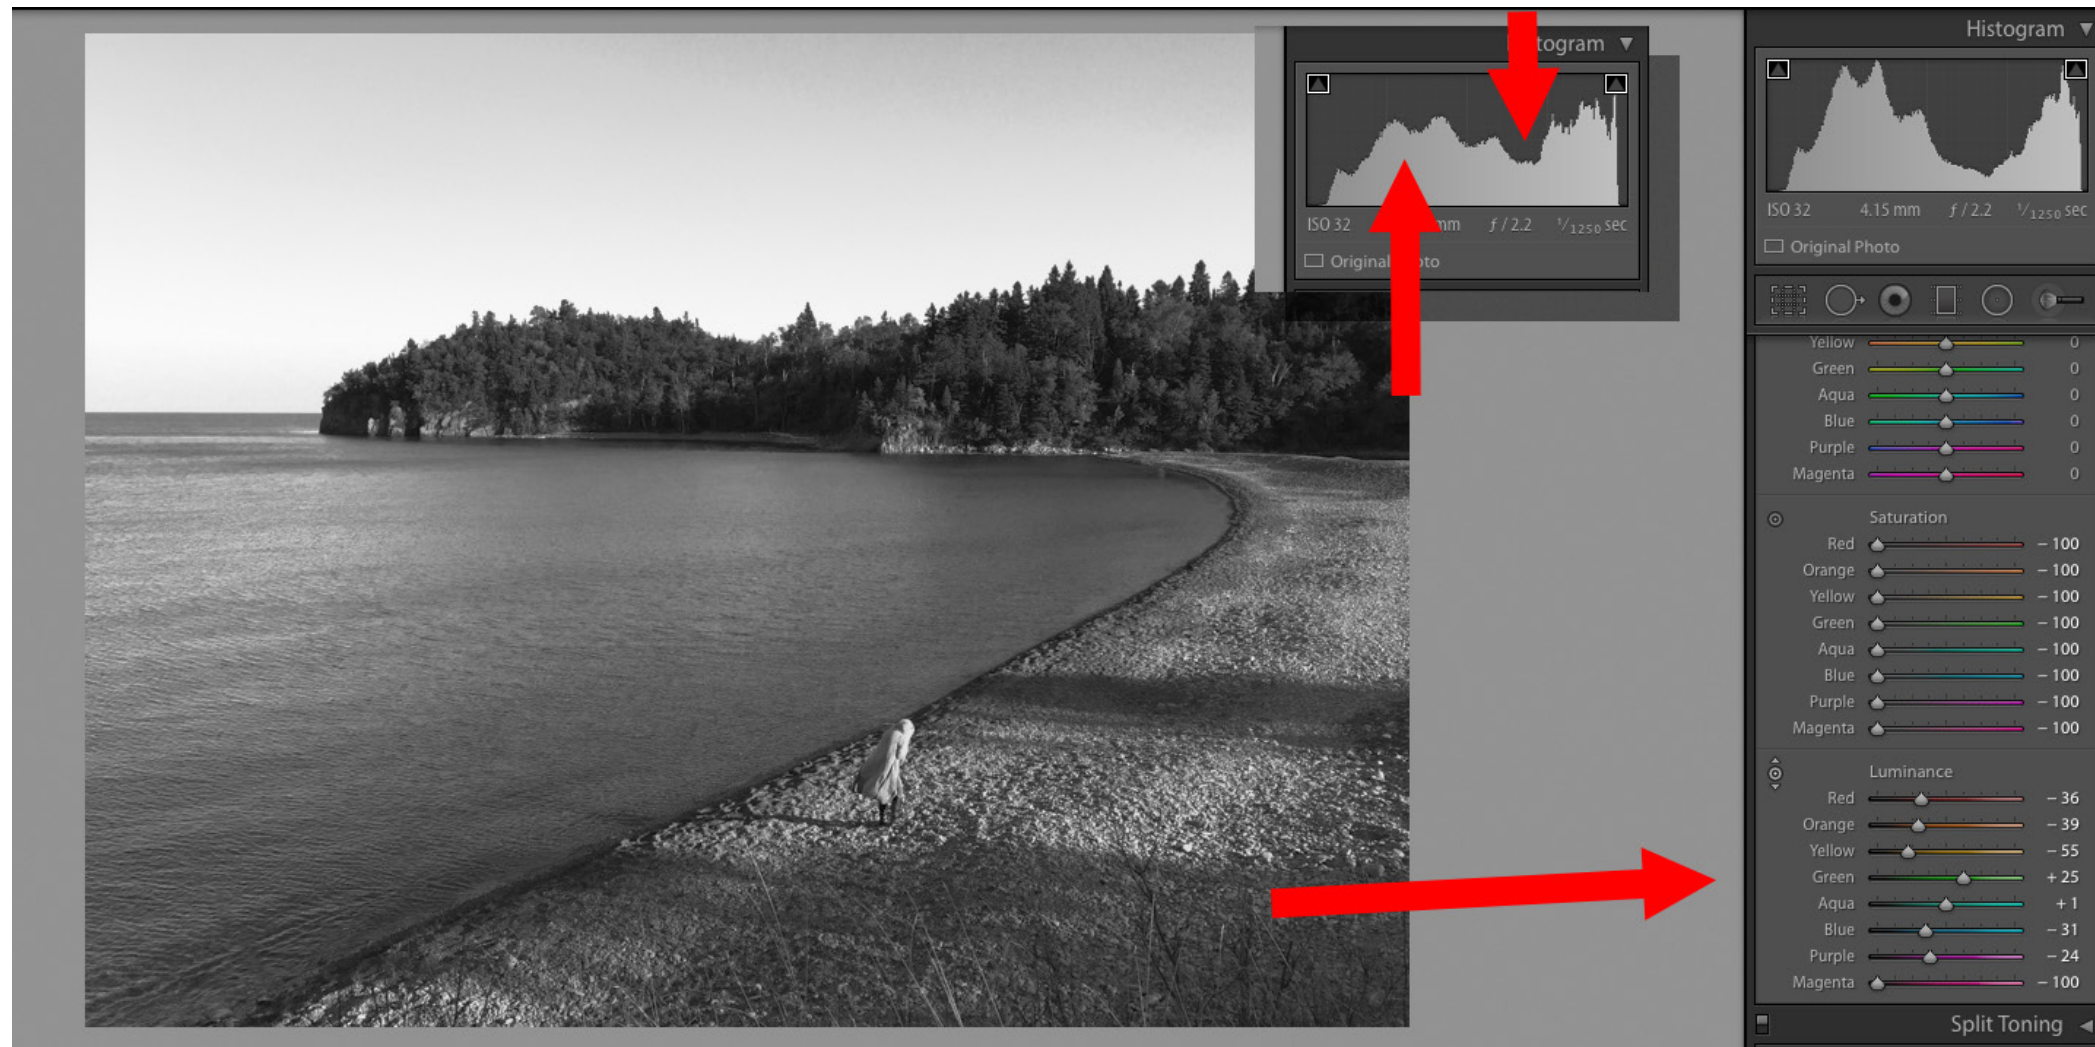 togram
ISO 32 mm ƒ / 2.2 1/1250 sec
Original Photo
Histogram
ISO 32 4.15 mm ƒ / 2.2 1/1250 sec
Original Photo
Yellow 0
Green 0
Aqua 0
Blue 0
Purple 0
Magenta 0
Saturation
Red – 100
Orange – 100
Yellow – 100
Green – 100
Aqua – 100
Blue – 100
Purple – 100
Magenta – 100
Luminance
Red – 36
Orange – 39
Yellow – 55
Green + 25
Aqua + 1
Blue – 31
Purple – 24
Magenta – 100
Split Toning